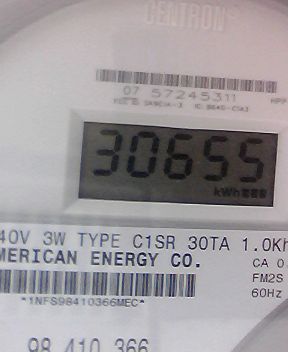 CENTRON®
07 57245311
30655
kWh
40V 3W TYPE C1SR 30TA 1.0Kh
MERICAN ENERGY CO.
GA 0.
FM2S
60Hz
*1NFS98410366MEC*
98 410 366